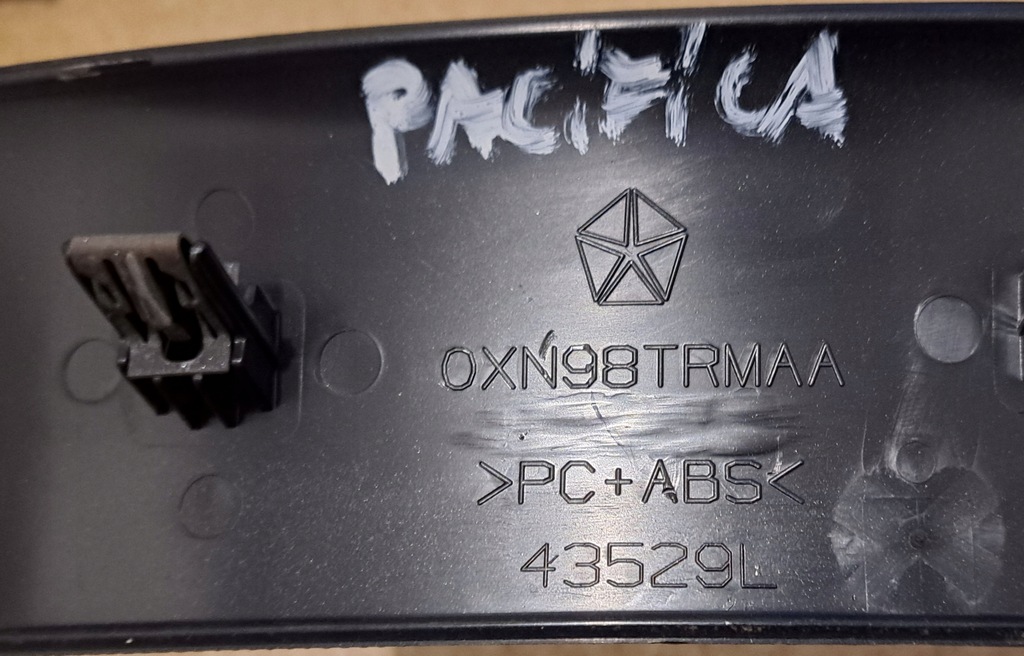 PACIFICA
0XN98TRMAA
>PC+ABS<
43529L